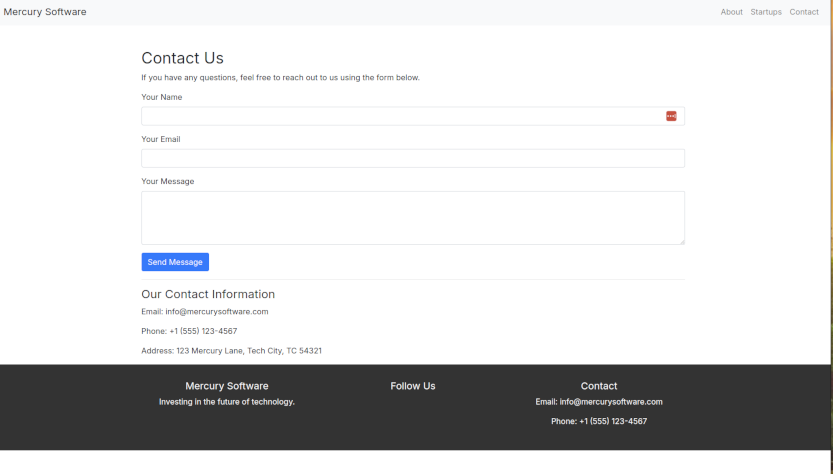 Mercury Software
About Startups Contact
Contact Us
If you have any questions, feel free to reach out to us using the form below.
Your Name
Your Email
Your Message
Send Message
Our Contact Information
Email: info@mercurysoftware.com
Phone: +1 (555) 123-4567
Address: 123 Mercury Lane, Tech City, TC 54321
Mercury Software
Investing in the future of technology.
Follow Us
Contact
Email: info@mercurysoftware.com
Phone: +1 (555) 123-4567